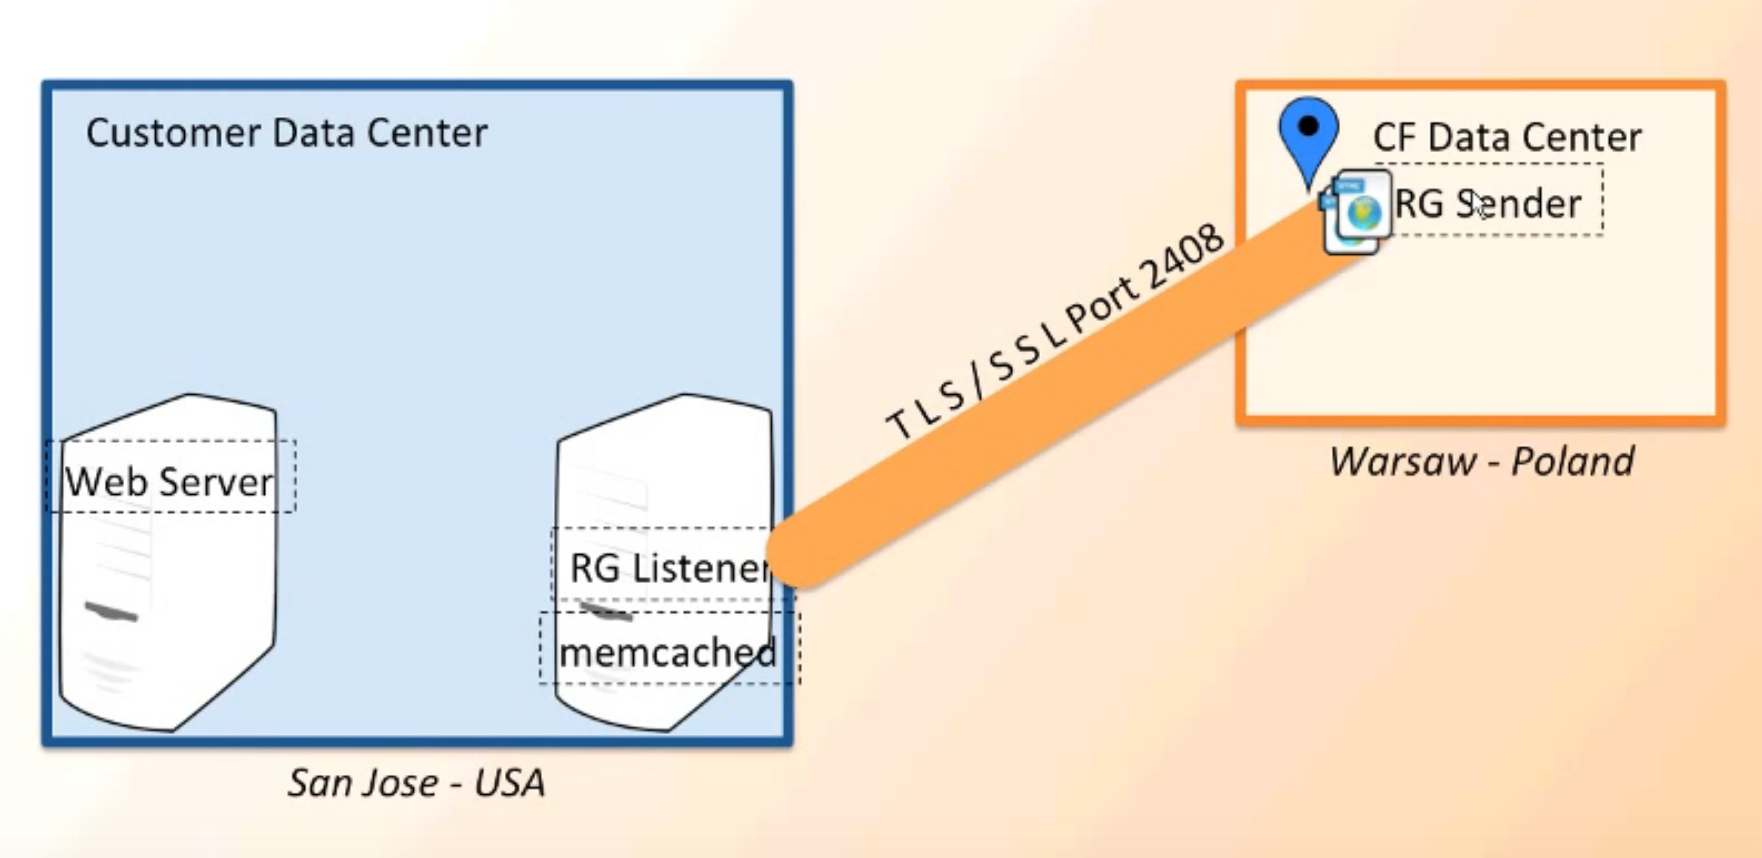 Customer Data Center
CF Data Center
RG Sender
TLS/SSL Port 2408
Web Server
RG Listener
memcached
Warsaw - Poland
San Jose - USA